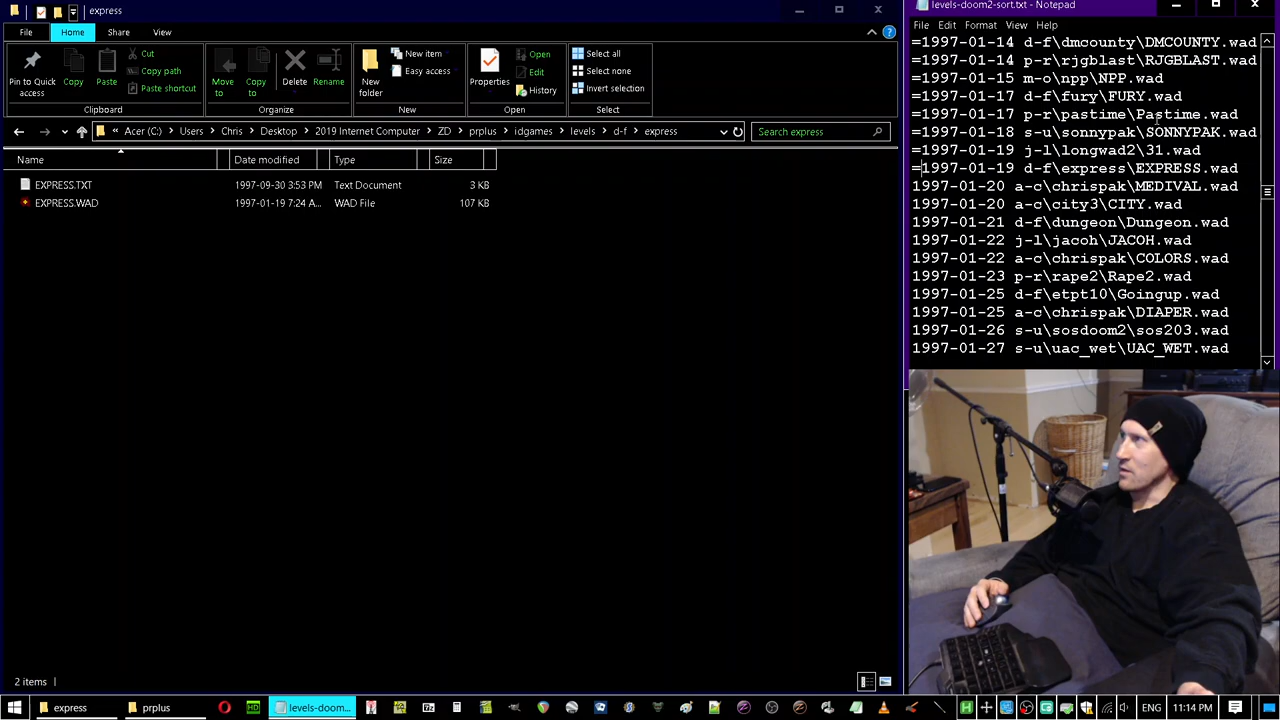 express
levels-doom2-sort.txt - Notepad
File Home Share View
File Edit Format View Help
Pin to Quick access
Copy
Paste
Cut
Copy path
Paste shortcut
Clipboard
Move to
Copy to
Delete
Rename
Organize
New folder
New item
Easy access
New
Properties
Open
Edit
History
Open
Select all
Select none
Invert selection
Select
« Acer (C:) › Users › Chris › Desktop › 2019 Internet Computer › ZD › prplus › idgames › levels › d-f › express
Search express
Name Type Size
EXPRESS.TXT 1997-09-30 3:53 PM Text Document 3 KB
EXPRESS.WAD 1997-01-19 7:24 A... WAD File 107 KB
=1997-01-14 d-f\dmcounty\DMCOUNTY.wad
=1997-01-14 p-r\rjgblast\RJGBLAST.wad
=1997-01-15 m-o\npp\NPP.wad
=1997-01-17 d-f\fury\FURY.wad
=1997-01-17 p-r\pastime\Pastime.wad
=1997-01-18 s-u\sonnypak\SONNYPAK.wad
=1997-01-19 j-l\longwad2\31.wad
=1997-01-19 d-f\express\EXPRESS.wad
1997-01-20 a-c\chrispak\MEDIVAL.wad
1997-01-20 a-c\city3\CITY.wad
1997-01-21 d-f\dungeon\Dungeon.wad
1997-01-22 j-l\jacoh\JACOH.wad
1997-01-22 a-c\chrispak\COLORS.wad
1997-01-23 p-r\rape2\Rape2.wad
1997-01-25 d-f\etpt10\Goingup.wad
1997-01-25 a-c\chrispak\DIAPER.wad
1997-01-26 s-u\sosdoom2\sos203.wad
1997-01-27 s-u\uac_wet\UAC_WET.wad
2 items
express
prplus
HD
levels-doom...
ENG
11:14 PM